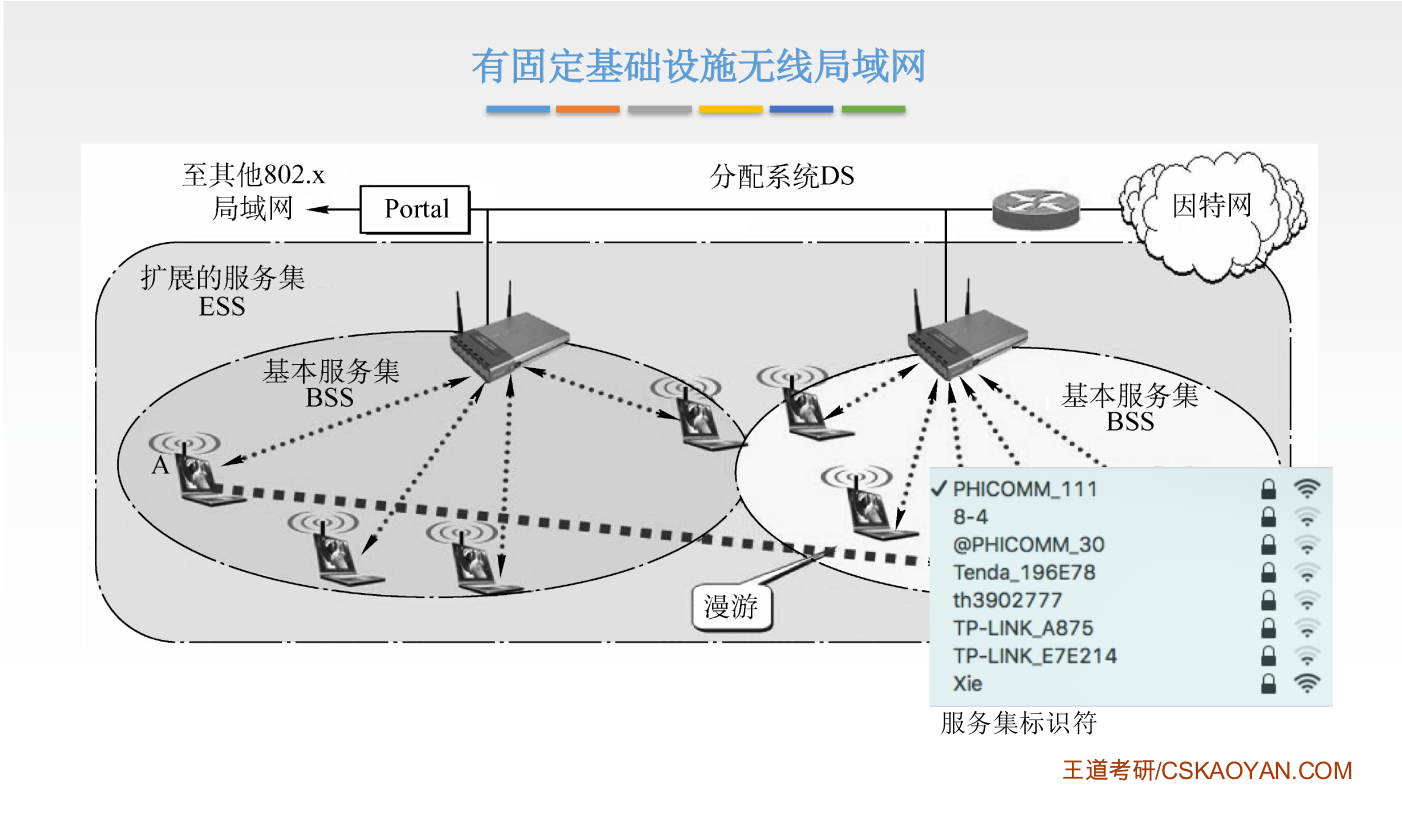 有固定基础设施无线局域网
至其他802.x
局域网
Portal
分配系统DS
因特网
扩展的服务集
ESS
基本服务集
BSS
基本服务集
BSS
A
漫游
PHICOMM_111
8-4
@PHICOMM_30
Tenda_196E78
th3902777
TP-LINK_A875
TP-LINK_E7E214
Xie
服务集标识符
王道考研/CSKAOYAN.COM